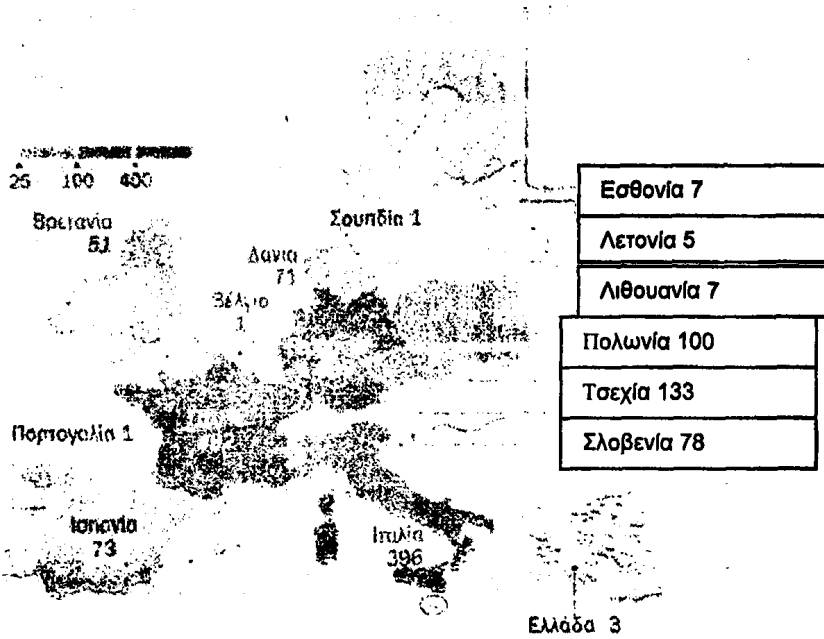 25 100 400
Βρετανία
51
Σουηδία 1
Δανία
71
Βέλγιο
1
Πορτογαλία 1
Ισπανία
73
Ιταλία
396
Ελλάδα 3
Εσθονία 7
Λετονία 5
Λιθουανία 7
Πολωνία 100
Τσεχία 133
Σλοβενία 78